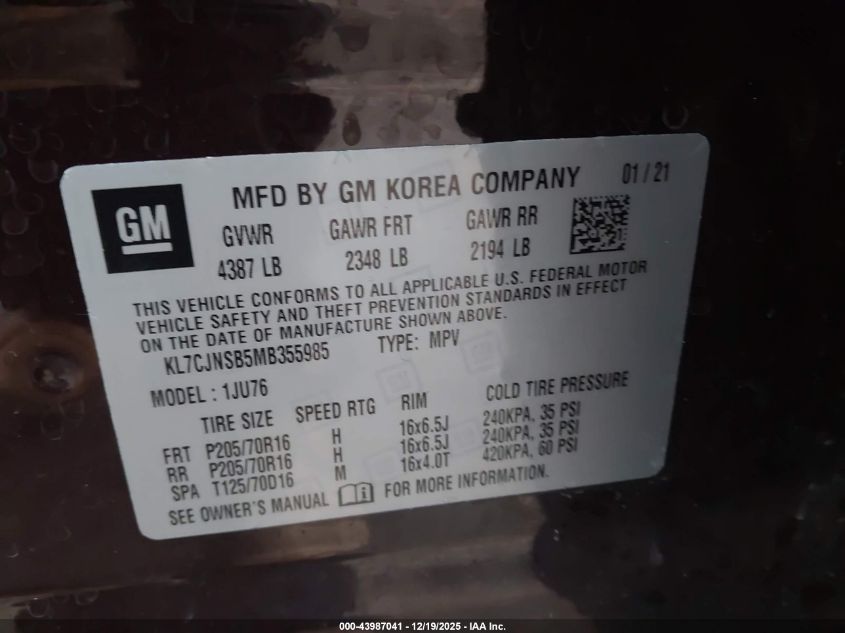 GM
MFD BY GM KOREA COMPANY 01 / 21
GVWR GAWR FRT GAWR RR
4387 LB 2348 LB 2194 LB
THIS VEHICLE CONFORMS TO ALL APPLICABLE U.S. FEDERAL MOTOR
VEHICLE SAFETY AND THEFT PREVENTION STANDARDS IN EFFECT
ON THE DATE OF MANUFACTURE SHOWN ABOVE.
KL7CJNSB5MB355985 TYPE: MPV
MODEL : 1JU76
TIRE SIZE SPEED RTG RIM COLD TIRE PRESSURE
FRT P205/70R16 H 16x6.5J 240KPA, 35 PSI
RR P205/70R16 H 16x6.5J 240KPA, 35 PSI
SPA T125/70D16 M 16x4.0T 420KPA, 60 PSI
SEE OWNER'S MANUAL FOR MORE INFORMATION.
000-43987041 - 12/19/2025 - IAA Inc.